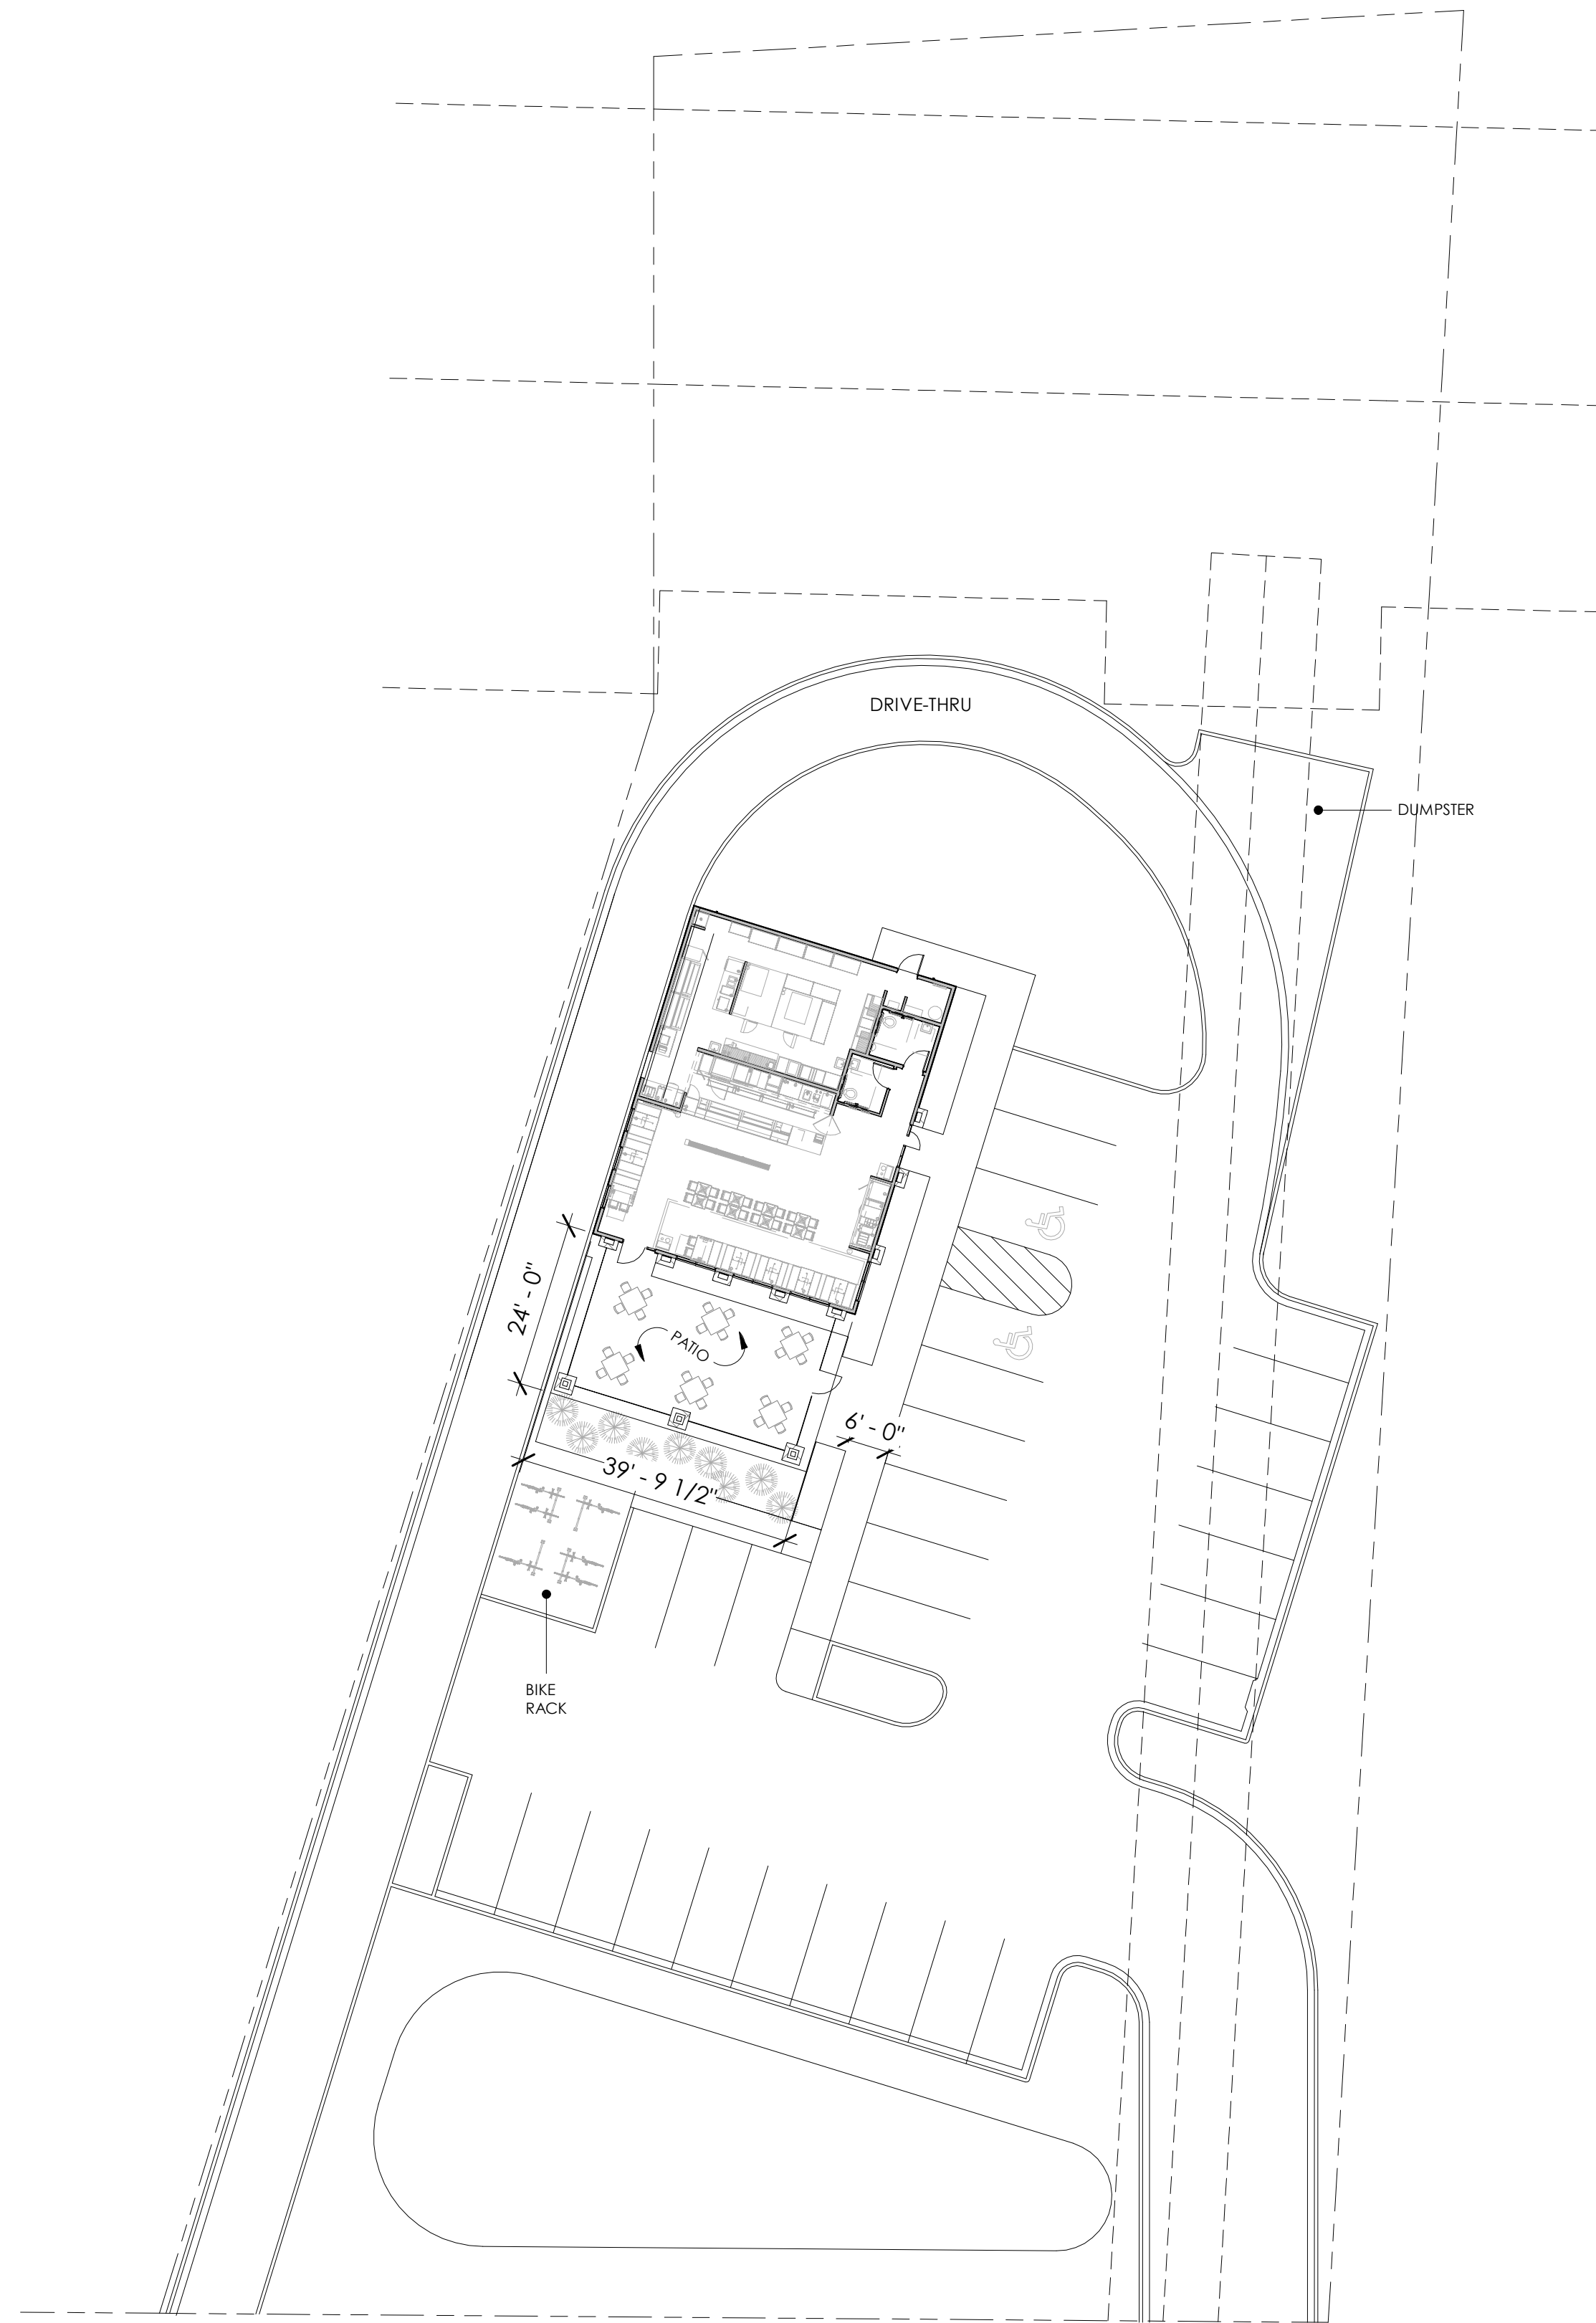 DRIVE-THRU
DUMPSTER
24' - 0"
PATIO
6' - 0"
39' - 9 1/2"
BIKE
RACK